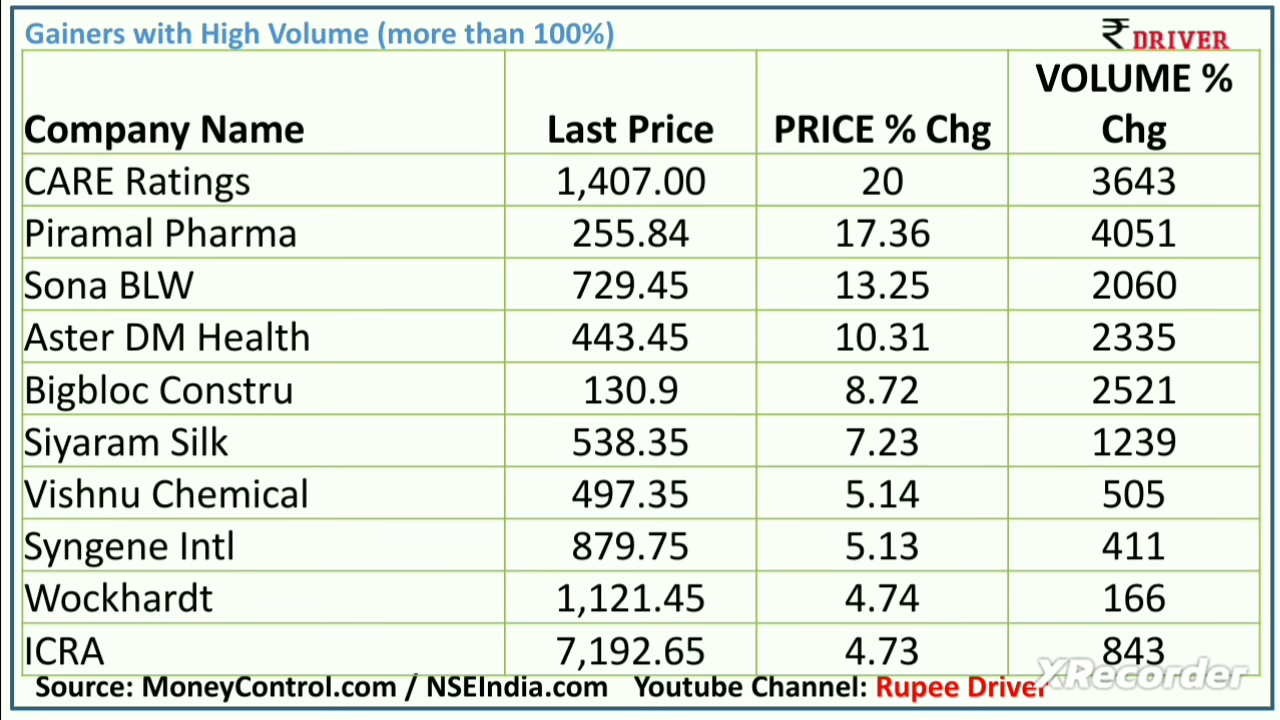 Gainers with High Volume (more than 100%)
₹ DRIVER
Company Name Last Price PRICE % Chg VOLUME % Chg
CARE Ratings 1,407.00 20 3643
Piramal Pharma 255.84 17.36 4051
Sona BLW 729.45 13.25 2060
Aster DM Health 443.45 10.31 2335
Bigbloc Constru 130.9 8.72 2521
Siyaram Silk 538.35 7.23 1239
Vishnu Chemical 497.35 5.14 505
Syngene Intl 879.75 5.13 411
Wockhardt 1,121.45 4.74 166
ICRA 7,192.65 4.73 843
Source: MoneyControl.com / NSEIndia.com Youtube Channel: Rupee Driver
XRecorder